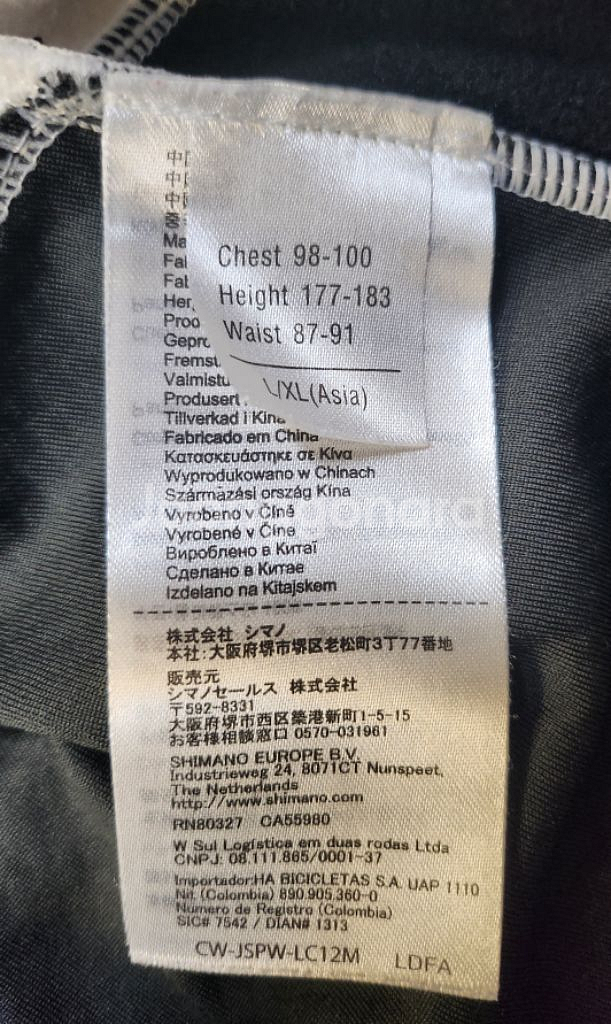 Chest 98-100
Height 177-183
Waist 87-91
L/XL(Asia)
Tillverkad i Kina
Fabricado em China
Κατασκευάστηκε σε Κίνα
Wyprodukowano w Chinach
Származási ország Kína
Vyrobeno v Číně
Vyrobené v Číne
Вироблено в Китаї
Сделано в Китае
Izdelano na Kitajskem
株式会社 シマノ
本社:大阪府堺市堺区老松町3丁77番地
販売元
シマノセールス 株式会社
〒592-8331
大阪府堺市西区築港新町1-5-15
お客様相談窓口 0570-031961
SHIMANO EUROPE B.V.
Industrieweg 24, 8071CT Nunspeet,
The Netherlands
http://www.shimano.com
RN80327 CA55980
W Sul Logística em duas rodas Ltda
CNPJ: 08.111.865/0001-37
Importador:HA BICICLETAS S.A. UAP 1110
Nit. (Colombia) 890.905.360-0
Número de Registro (Colombia)
SIC# 7542 / DIAN# 1313
CW-JSPW-LC12M LDFA